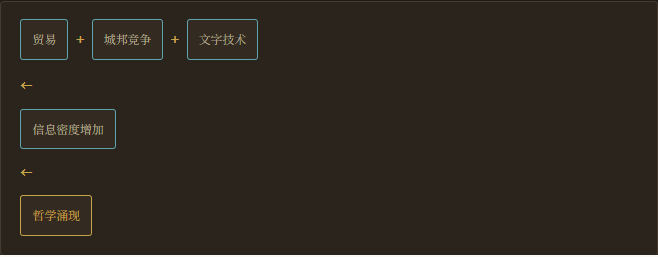 贸易 + 城邦竞争 + 文字技术
←
信息密度增加
←
哲学涌现